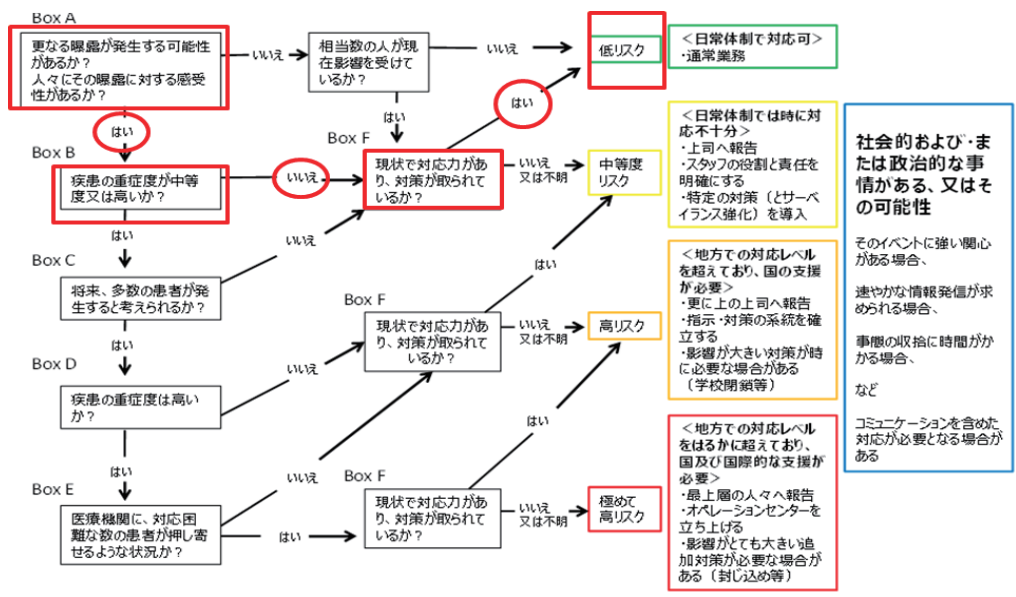 Box A
更なる曝露が発生する可能性
があるか？
人々にその曝露に対する感受
性があるか？
いいえ
相当数の人が現
在影響を受けて
いるか？
いいえ
低リスク
＜日常体制で対応可＞
・通常業務
はい
はい
はい
Box B
疾患の重症度が中等
度又は高いか？
いいえ
Box F
現状で対応力があ
り、対策が取られて
いるか？
いいえ
又は不明
中等度
リスク
＜日常体制では時に対
応不十分＞
・上司へ報告
・スタッフの役割と責任を
明確にする
・特定の対策（とサーベ
イランス強化）を導入
はい
いいえ
Box C
将来、多数の患者が発
生すると考えられるか？
はい
はい
Box F
現状で対応力があ
り、対策が取られて
いるか？
いいえ
又は不明
高リスク
＜地方での対応レベル
を超えており、国の支援
が必要＞
・更に上の上司へ報告
・指示・対策の系統を確
立する
・影響が大きい対策が時
に必要な場合がある
（学校閉鎖等）
Box D
疾患の重症度は高い
か？
いいえ
はい
はい
いいえ
Box E
医療機関に、対応困
難な数の患者が押し寄
せるような状況か？
はい
Box F
現状で対応力があ
り、対策が取られて
いるか？
いいえ
又は不明
極めて
高リスク
＜地方での対応レベル
をはるかに超えており、
国及び国際的な支援が
必要＞
・最上層の人々へ報告
・オペレーションセンターを
立ち上げる
・影響がとても大きい追
加対策が必要な場合が
ある（封じ込め等）
社会的および・ま
たは政治的な事
情がある、又はそ
の可能性
そのイベントに強い関心
がある場合、
速やかな情報発信が求
められる場合、
事態の収拾に時間がか
かる場合、
など
コミュニケーションを含めた
対応が必要となる場合が
ある